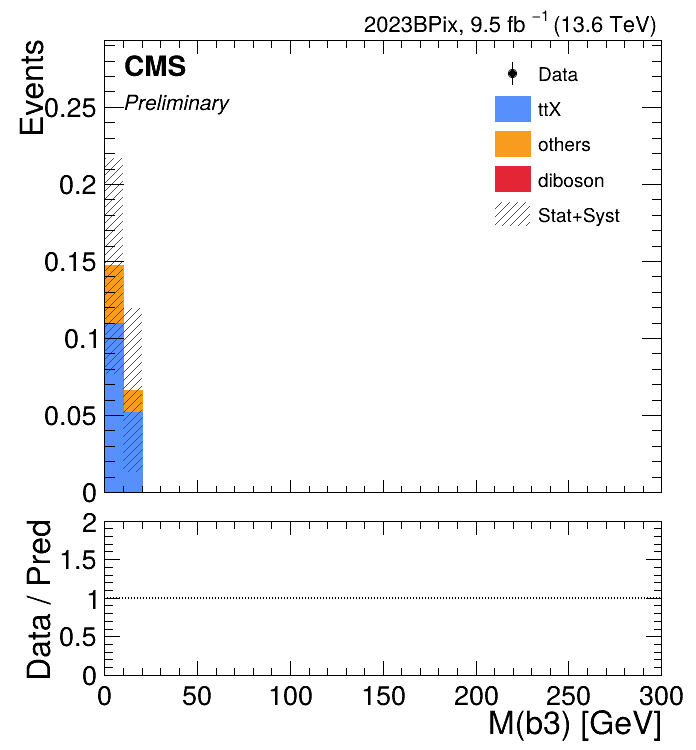 2023BPix, 9.5 fb⁻¹ (13.6 TeV)
CMS
Preliminary
Data
ttX
others
diboson
Stat+Syst
Events
0.25
0.2
0.15
0.1
0.05
0
Data / Pred
2
1.5
1
0.5
0
0 50 100 150 200 250 300
M(b3) [GeV]